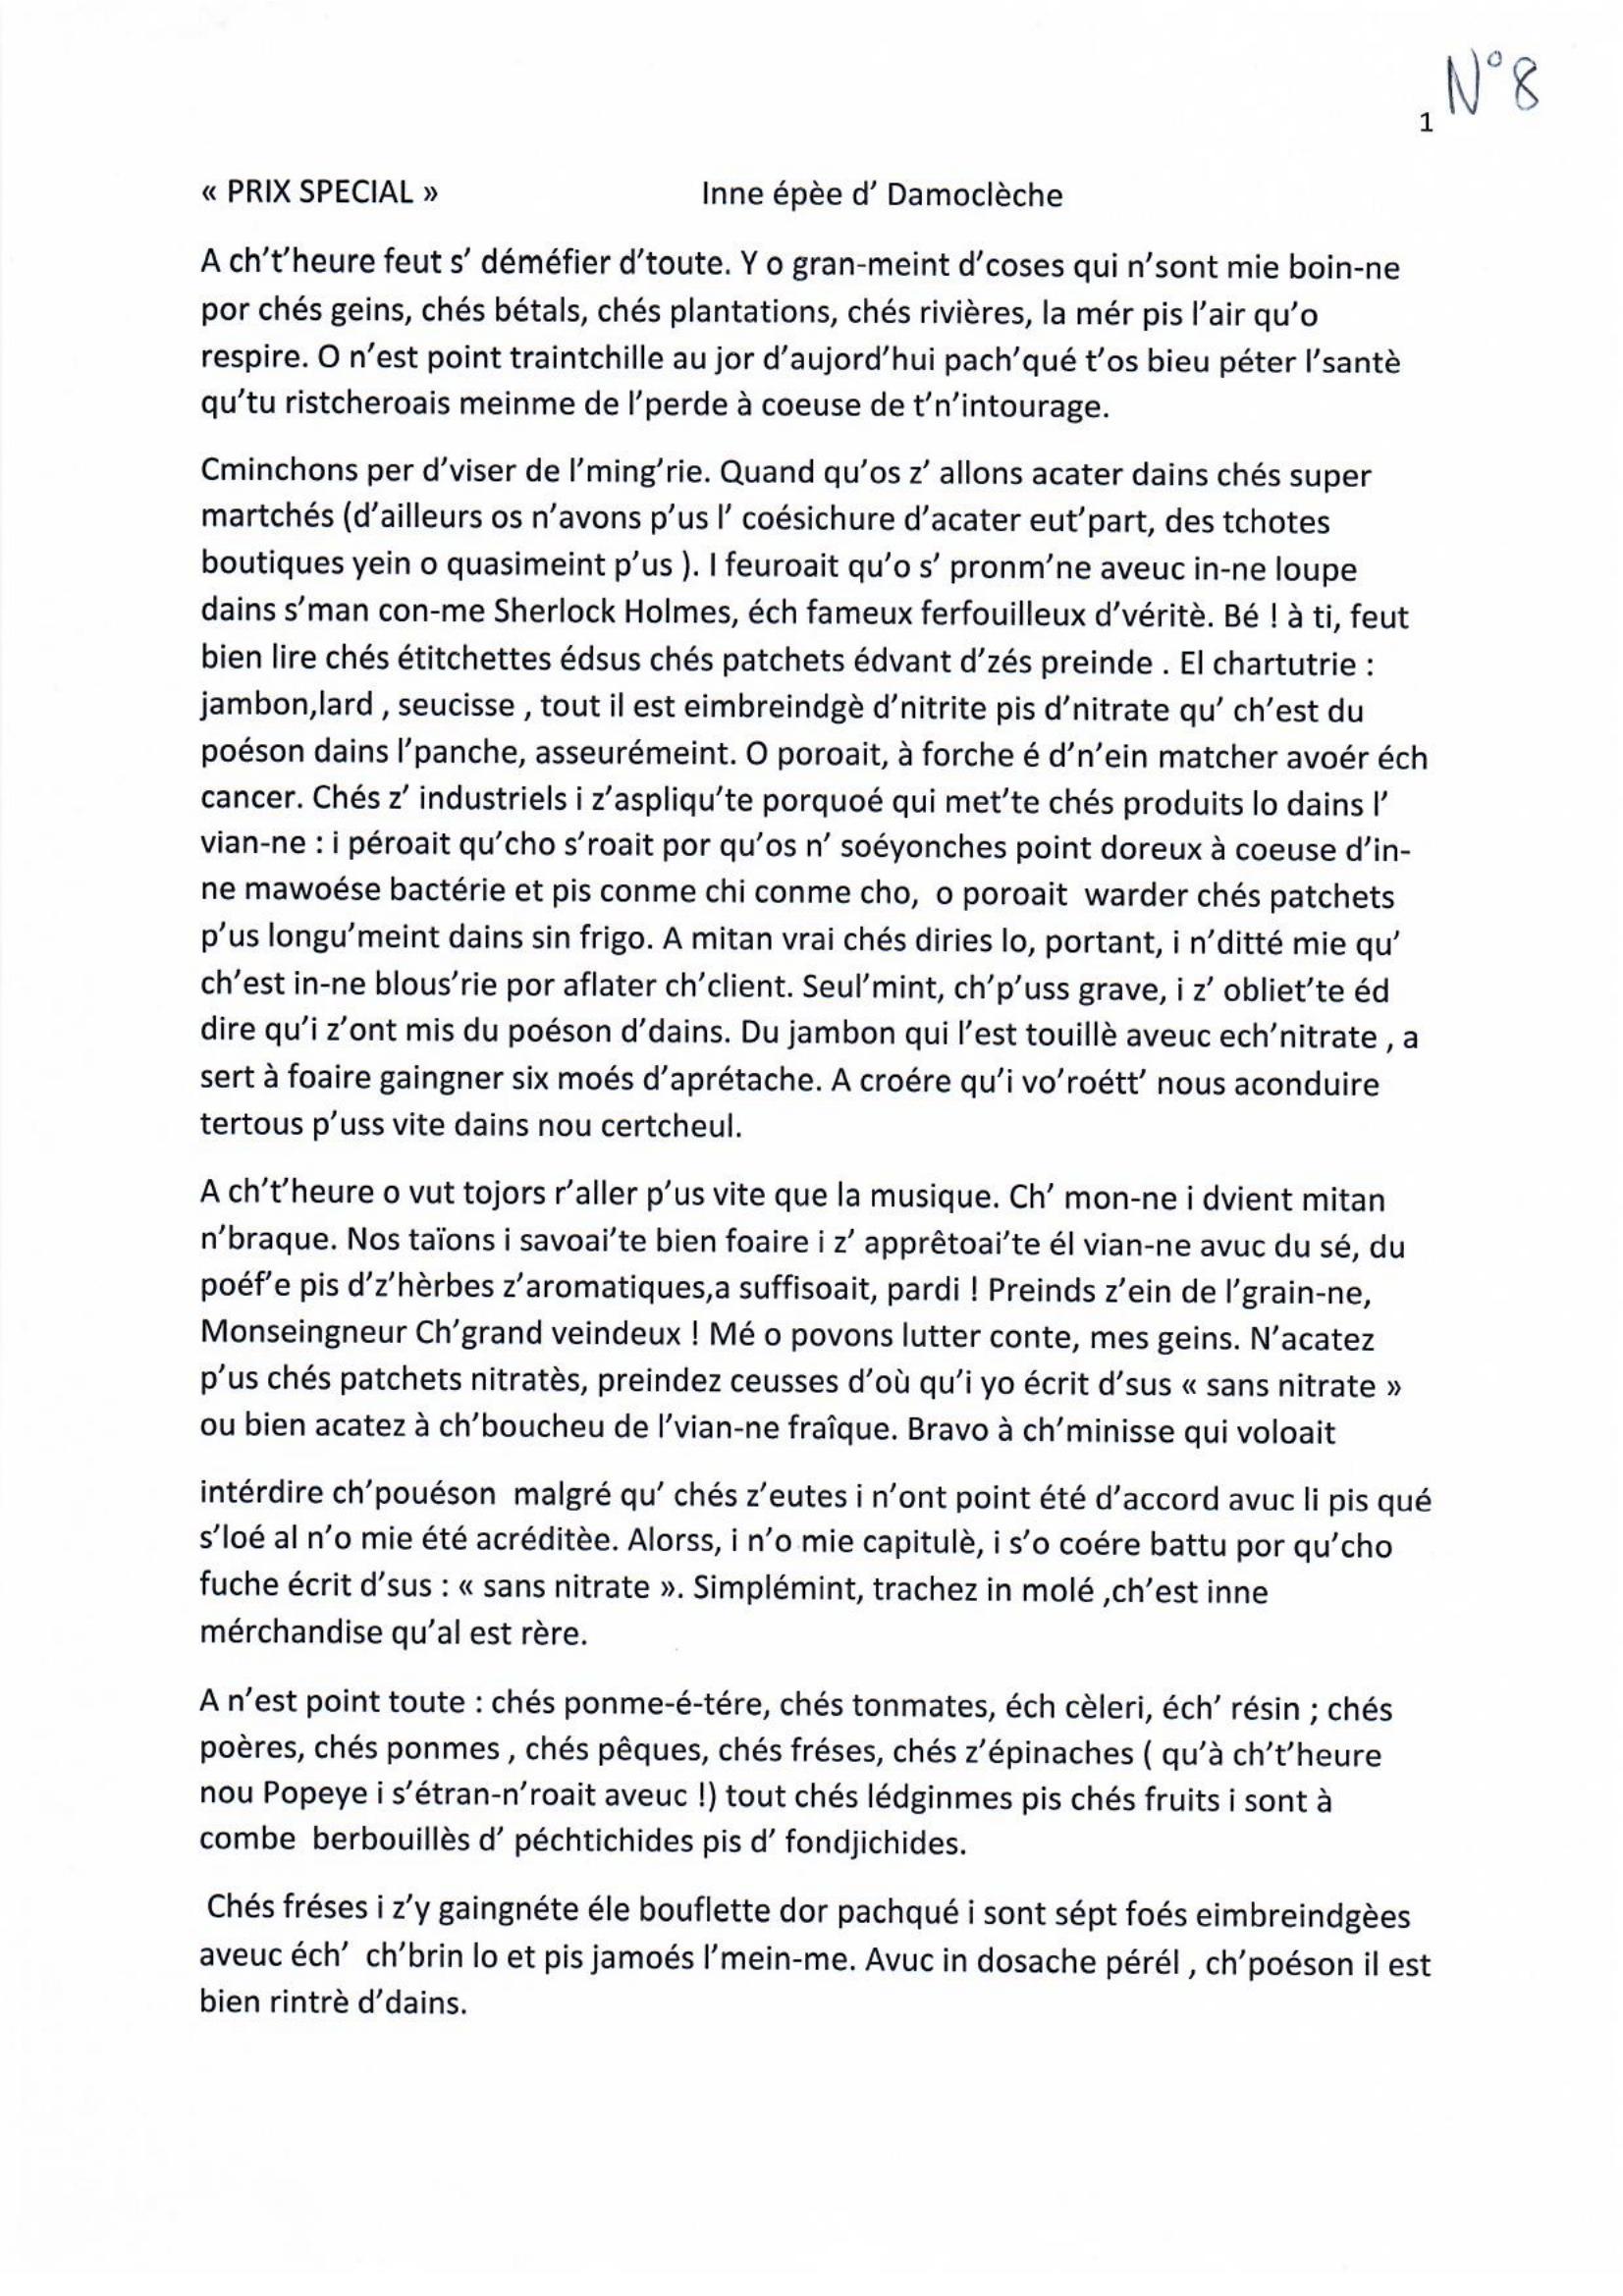 N°8
1
« PRIX SPECIAL » Inne épèe d’ Damoclèche
A ch’t’heure feut s’ déméfier d’toute. Y o gran-meint d’coses qui n’sont mie boin-ne
por chés geins, chés bétals, chés plantations, chés rivières, la mér pis l’air qu’o
respire. O n’est point traintchille au jor d’aujord’hui pach’qué t’os bieu péter l’santè
qu’tu ristcheroais meinme de l’perde à coeuse de t’n’intourage.
Cminchons per d’viser de l’ming’rie. Quand qu’os z’ allons acater dains chés super
martchés (d’ailleurs os n’avons p’us l’ coésichure d’acater eut’part, des tchotes
boutiques yein o quasimeint p’us ). I feuroait qu’o s’ pronm’ne aveuc in-ne loupe
dains s’man con-me Sherlock Holmes, éch fameux ferfouilleux d’véritè. Bé ! à ti, feut
bien lire chés étitchettes édsus chés patchets édvant d’zés preinde . El chartutrie :
jambon,lard , seucisse , tout il est eimbreindgè d’nitrite pis d’nitrate qu’ ch’est du
poéson dains l’panche, asseurémeint. O poroait, à forche é d’n’ein matcher avoér éch
cancer. Chés z’ industriels i z’aspliqu’te porquoé qui met’te chés produits lo dains l’
vian-ne : i péroait qu’cho s’roait por qu’os n’ soéyonches point doreux à coeuse d’in-
ne mawoése bactérie et pis conme chi conme cho, o poroait warder chés patchets
p’us longu’meint dains sin frigo. A mitan vrai chés diries lo, portant, i n’ditté mie qu’
ch’est in-ne blous’rie por aflater ch’client. Seul’mint, ch’p’uss grave, i z’ obliet’te éd
dire qu’i z’ont mis du poéson d’dains. Du jambon qui l’est touillè aveuc ech’nitrate , a
sert à foaire gaingner six moés d’aprétache. A croére qu’i vo’roétt’ nous aconduire
tertous p’uss vite dains nou certcheul.
A ch’t’heure o vut tojors r’aller p’us vite que la musique. Ch’ mon-ne i dvient mitan
n’braque. Nos taïons i savoai’te bien foaire i z’ apprêtoai’te él vian-ne avuc du sé, du
poéf’e pis d’z’hèrbes z’aromatiques,a suffisoait, pardi ! Preinds z’ein de l’grain-ne,
Monseingneur Ch’grand veindeux ! Mé o povons lutter conte, mes geins. N’acatez
p’us chés patchets nitratès, preindez ceusses d’où qu’i yo écrit d’sus « sans nitrate »
ou bien acatez à ch’boucheu de l’vian-ne fraîque. Bravo à ch’minisse qui voloait
intérdire ch’pouéson malgré qu’ chés z’eutes i n’ont point été d’accord avuc li pis qué
s’loé al n’o mie été acréditèe. Alorss, i n’o mie capitulè, i s’o coére battu por qu’cho
fuche écrit d’sus : « sans nitrate ». Simplémint, trachez in molé ,ch’est inne
mérchandise qu’al est rère.
A n’est point toute : chés ponme-é-tére, chés tonmates, éch cèleri, éch’ résin ; chés
poères, chés ponmes , chés pêques, chés fréses, chés z’épinaches ( qu’à ch’t’heure
nou Popeye i s’étran-n’roait aveuc !) tout chés lédginmes pis chés fruits i sont à
combe berbouillès d’ péchtichides pis d’ fondjichides.
Chés fréses i z’y gaingnéte éle bouflette dor pachqué i sont sépt foés eimbreindgèes
aveuc éch’ ch’brin lo et pis jamoés l’mein-me. Avuc in dosache pérél , ch’poéson il est
bien rintrè d’dains.